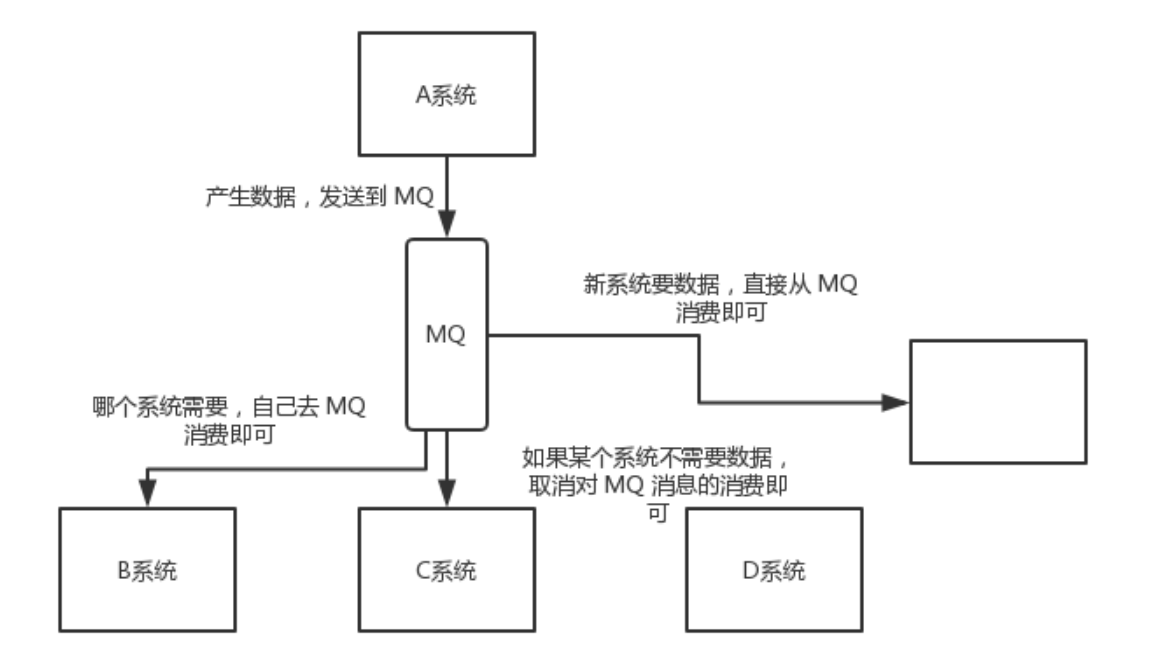 A系统
产生数据，发送到 MQ
MQ
新系统要数据，直接从 MQ
消费即可
哪个系统需要，自己去 MQ
消费即可
如果某个系统不需要数据，
取消对 MQ 消息的消费即
可
B系统
C系统
D系统